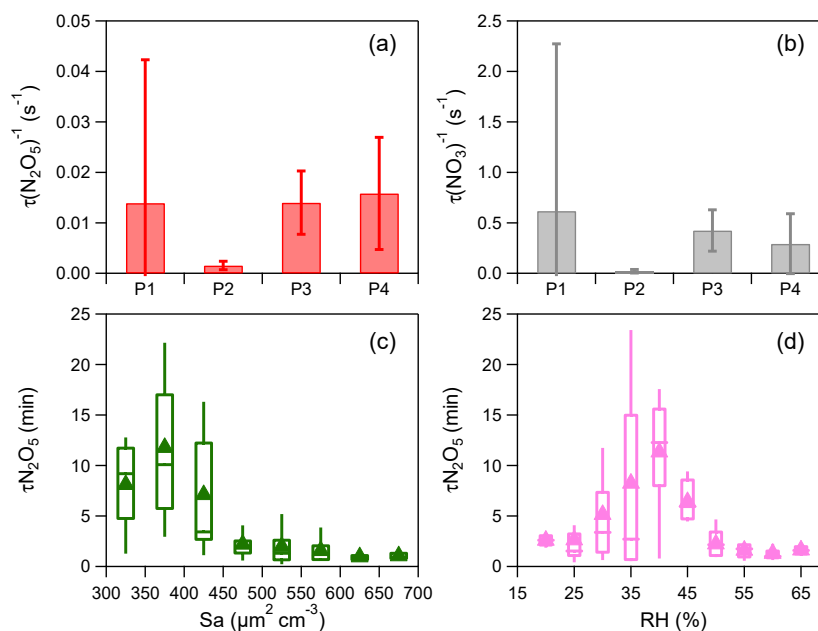 (a)
τ(N₂O₅)⁻¹ (s⁻¹)
0.05
0.04
0.03
0.02
0.01
0.00
P1 P2 P3 P4
(b)
τ(NO₃)⁻¹ (s⁻¹)
2.5
2.0
1.5
1.0
0.5
0.0
P1 P2 P3 P4
(c)
τN₂O₅ (min)
25
20
15
10
5
0
300 350 400 450 500 550 600 650 700
Sa (μm² cm⁻³)
(d)
τN₂O₅ (min)
25
20
15
10
5
0
15 25 35 45 55 65
RH (%)